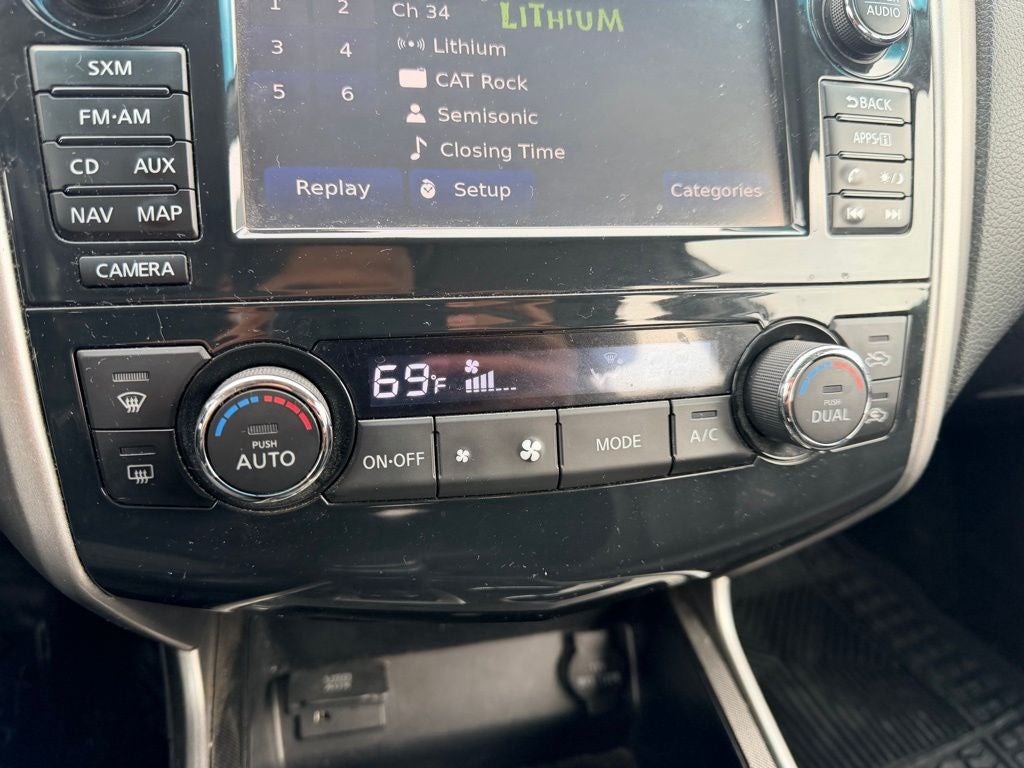 1 2 Ch 34 LITHIUM
AUDIO
3 4 Lithium
CAT Rock
5 6 Semisonic
Closing Time
Replay Setup Categories
SXM
FM·AM
CD AUX
NAV MAP
CAMERA
BACK
APPS·i
69°F
PUSH
AUTO
ON·OFF
MODE
A/C
PUSH
DUAL